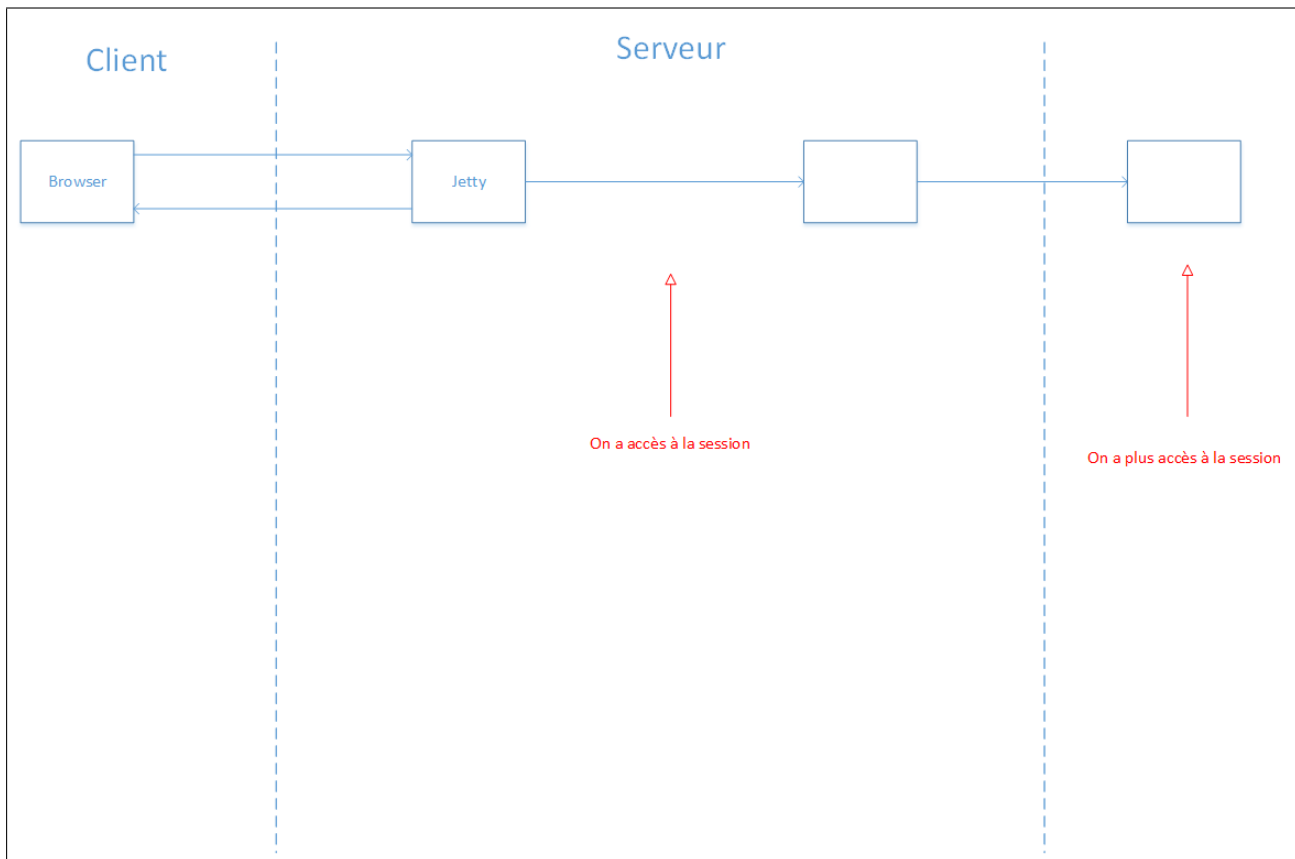 Client
Serveur
Browser
Jetty
On a accès à la session
On a plus accès à la session